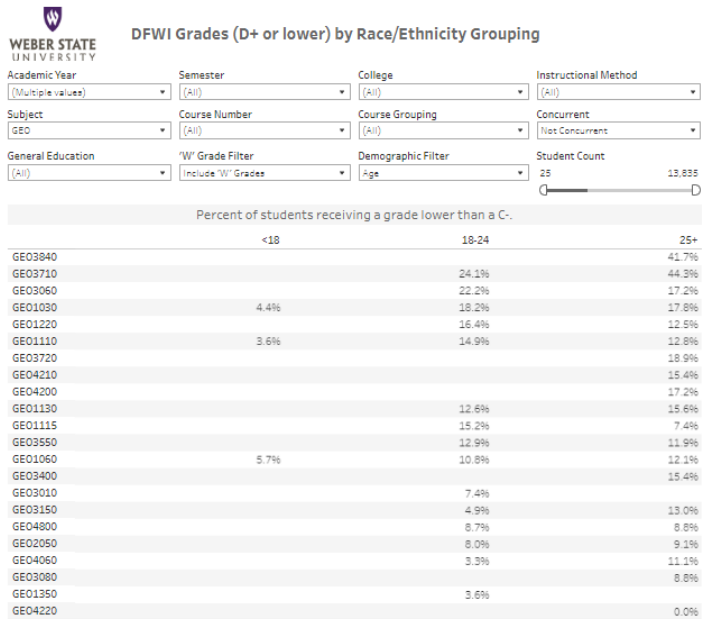 WEBER STATE
UNIVERSITY
DFWI Grades (D+ or lower) by Race/Ethnicity Grouping
Academic Year Semester College Instructional Method
(Multiple values) (All) (All) (All)
Subject Course Number Course Grouping Concurrent
GEO (All) (All) Not Concurrent
General Education 'W' Grade Filter Demographic Filter Student Count
(All) Include 'W' Grades Age 25 13,835
Percent of students receiving a grade lower than a C-.
<18 18-24 25+
GEO3840 41.7%
GEO3710 24.1% 44.3%
GEO3060 22.2% 17.2%
GEO1030 4.4% 18.2% 17.8%
GEO1220 16.4% 12.5%
GEO1110 3.6% 14.9% 12.8%
GEO3720 18.9%
GEO4210 15.4%
GEO4200 17.2%
GEO1130 12.6% 15.6%
GEO1115 15.2% 7.4%
GEO3550 12.9% 11.9%
GEO1060 5.7% 10.8% 12.1%
GEO3400 15.4%
GEO3010 7.4%
GEO3150 4.9% 13.0%
GEO4800 8.7% 8.8%
GEO2050 8.0% 9.1%
GEO4060 3.3% 11.1%
GEO3080 8.8%
GEO1350 3.6%
GEO4220 0.0%